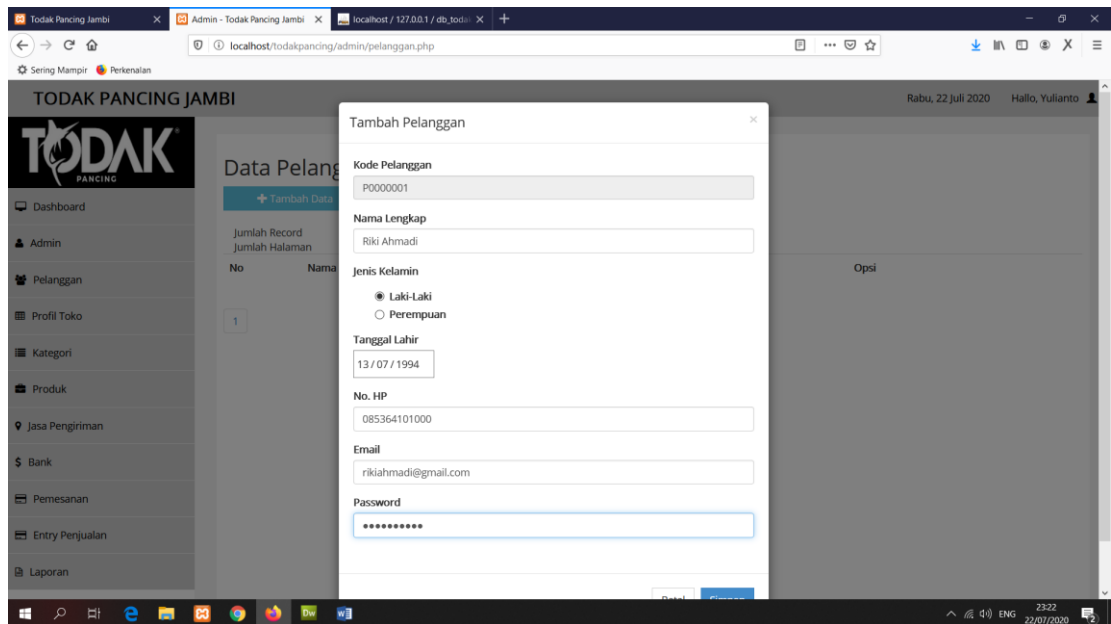 Todak Pancing Jambi
Admin - Todak Pancing Jambi
localhost / 127.0.0.1 / db_todak
localhost/todakpancing/admin/pelanggan.php
Sering Mampir Perkenalan
TODAK PANCING JAMBI
Rabu, 22 Juli 2020 Hallo, Yulianto
TODAK
PANCING
Dashboard
Admin
Pelanggan
Profil Toko
Kategori
Produk
Jasa Pengiriman
$ Bank
Pemesanan
Entry Penjualan
Laporan
Data Pelang
+ Tambah Data
Jumlah Record
Jumlah Halaman
No Nama Opsi
1
Tambah Pelanggan ×
Kode Pelanggan
P0000001
Nama Lengkap
Riki Ahmadi
Jenis Kelamin
Laki-Laki
Perempuan
Tanggal Lahir
13 / 07 / 1994
No. HP
085364101000
Email
rikiahmadi@gmail.com
Password
••••••••••
Batal Simpan
ENG 23:22
22/07/2020